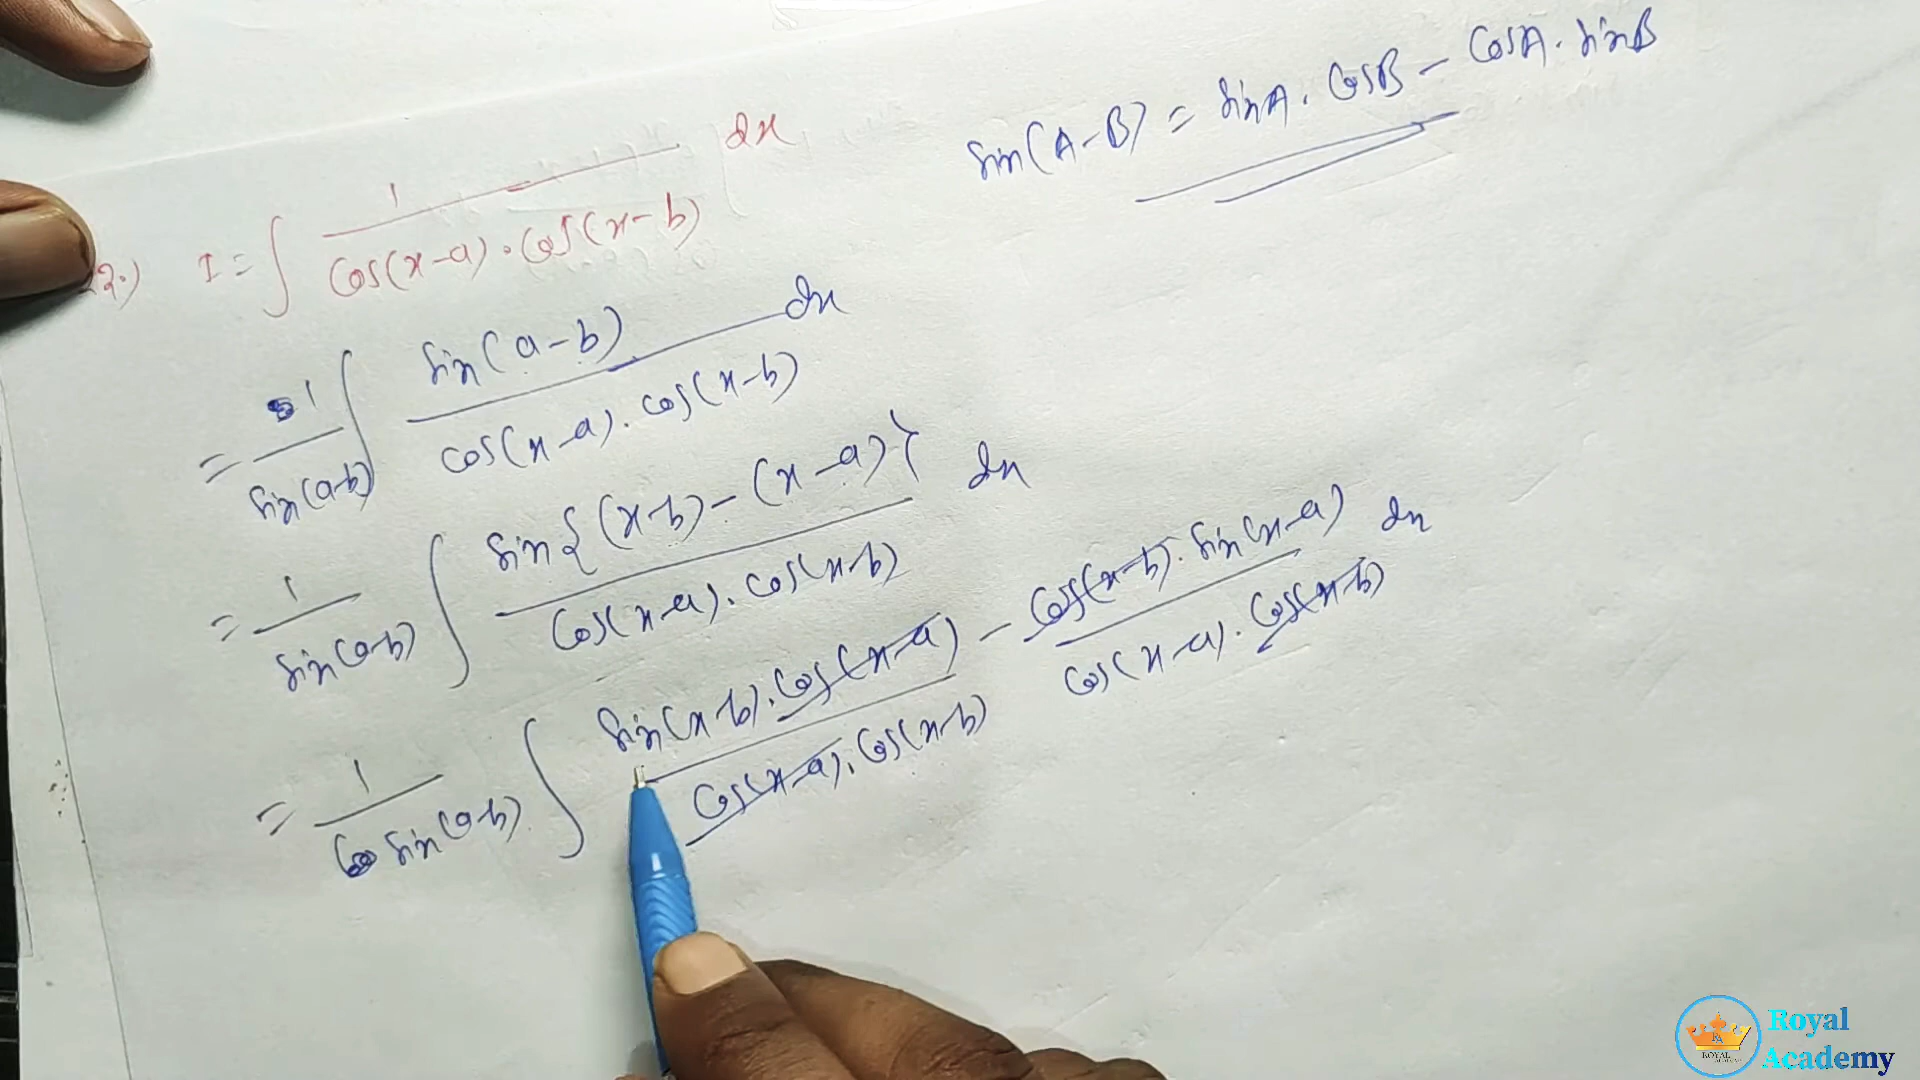 sin(A-B) = sinA . CosB - CosA . sinB
2.) I = ∫ 1 / Cos(x-a) . Cos(x-b) dx
= 1 / sin(a-b) ∫ sin(a-b) / cos(x-a) . cos(x-b) dx
= 1 / sin(a-b) ∫ sin{(x-b) - (x-a)} / Cos(x-a) . Cos(x-b) dx
= 1 / sin(a-b) ∫ sin(x-b) . Cos(x-a) / Cos(x-a) . Cos(x-b) - Cos(x-b) . sin(x-a) / Cos(x-a) . Cos(x-b) dx
Royal
Academy